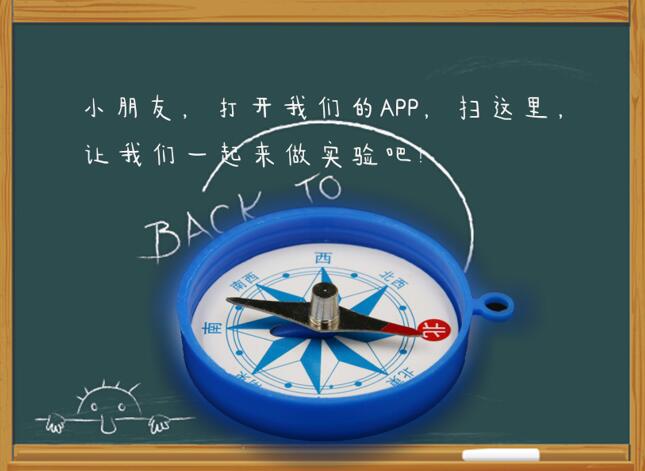 小朋友，打开我们的APP，扫这里，
让我们一起来做实验吧！
BACK TO
西
南西
北西
南
北
北东